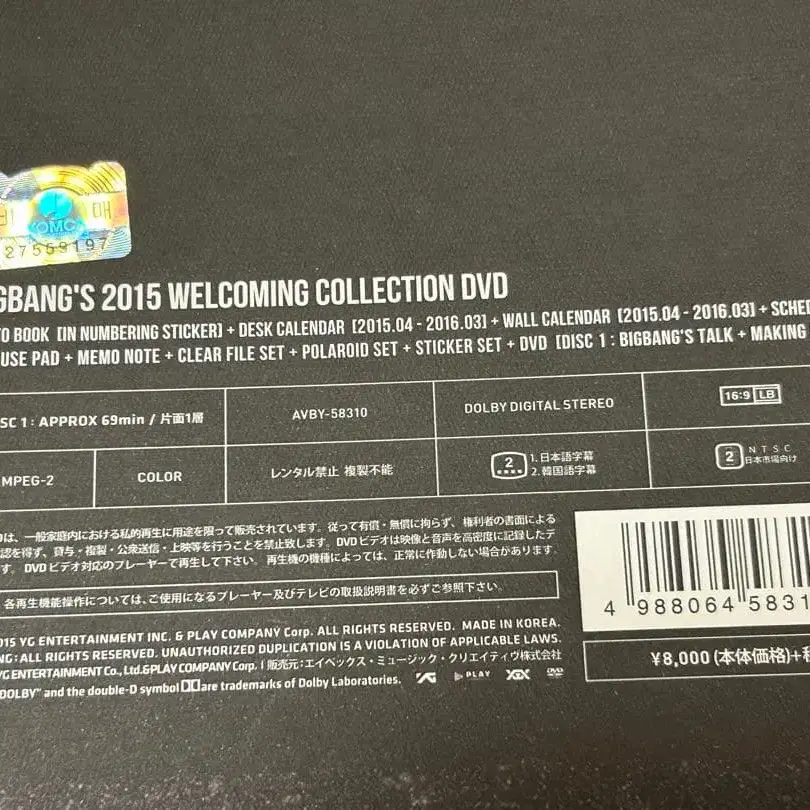 OMC
27559197
GBANG'S 2015 WELCOMING COLLECTION DVD
TO BOOK [IN NUMBERING STICKER] + DESK CALENDAR [2015.04 - 2016.03] + WALL CALENDAR [2015.04 - 2016.03] + SCHE
USE PAD + MEMO NOTE + CLEAR FILE SET + POLAROID SET + STICKER SET + DVD [DISC 1 : BIGBANG'S TALK + MAKING
SC 1 : APPROX 69min / 片面1層
AVBY-58310
DOLBY DIGITAL STEREO
16:9 LB
MPEG-2
COLOR
レンタル禁止 複製不能
2
1. 日本語字幕
2. 韓国語字幕
2
NTSC
日本市場向け
は、一般家庭内における私的再生に用途を限って販売されています。従って有償・無償に拘らず、権利者の書面による
認を得ず、貸与・複製・公衆送信・上映等を行うことを禁止致します。DVDビデオは映像と音声を高密度に記録したデ
す。DVDビデオ対応のプレーヤーで再生して下さい。再生機の機種によっては、正常に作動しない場合があります。
各再生機能操作については、ご使用になるプレーヤー及びテレビの取扱説明書を必ずご参照下さい。
4 988064 5831
¥8,000(本体価格)+
015 YG ENTERTAINMENT INC. & PLAY COMPANY Corp. ALL RIGHTS RESERVED. MADE IN KOREA.
NG: ALL RIGHTS RESERVED. UNAUTHORIZED DUPLICATION IS A VIOLATION OF APPLICABLE LAWS.
YG ENTERTAINMENT Co., Ltd.&PLAY COMPANY Corp. | 販売元:エイベックス・ミュージック・クリエイティヴ株式会社
DOLBY" and the double-D symbol are trademarks of Dolby Laboratories.
YG PLAY YGX DVD